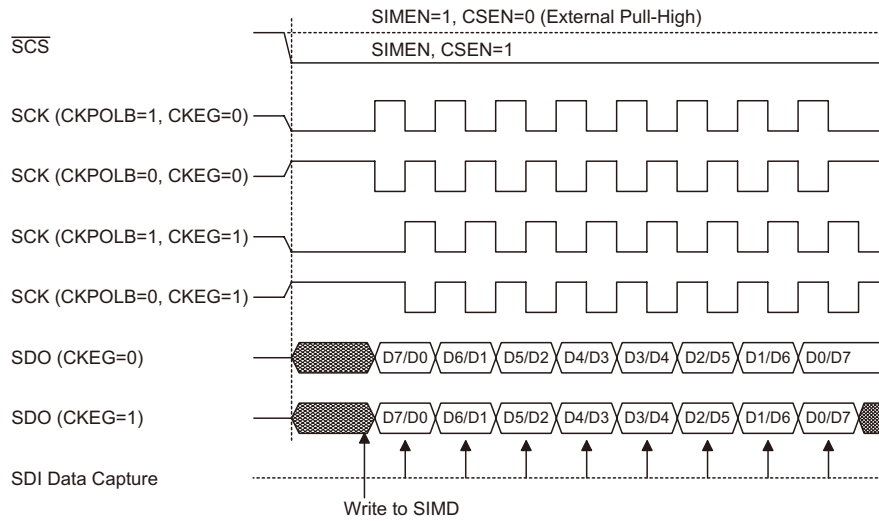 SIMEN=1, CSEN=0 (External Pull-High)
SCS
SIMEN, CSEN=1
SCK (CKPOLB=1, CKEG=0)
SCK (CKPOLB=0, CKEG=0)
SCK (CKPOLB=1, CKEG=1)
SCK (CKPOLB=0, CKEG=1)
SDO (CKEG=0) D7/D0 D6/D1 D5/D2 D4/D3 D3/D4 D2/D5 D1/D6 D0/D7
SDO (CKEG=1) D7/D0 D6/D1 D5/D2 D4/D3 D3/D4 D2/D5 D1/D6 D0/D7
SDI Data Capture
Write to SIMD